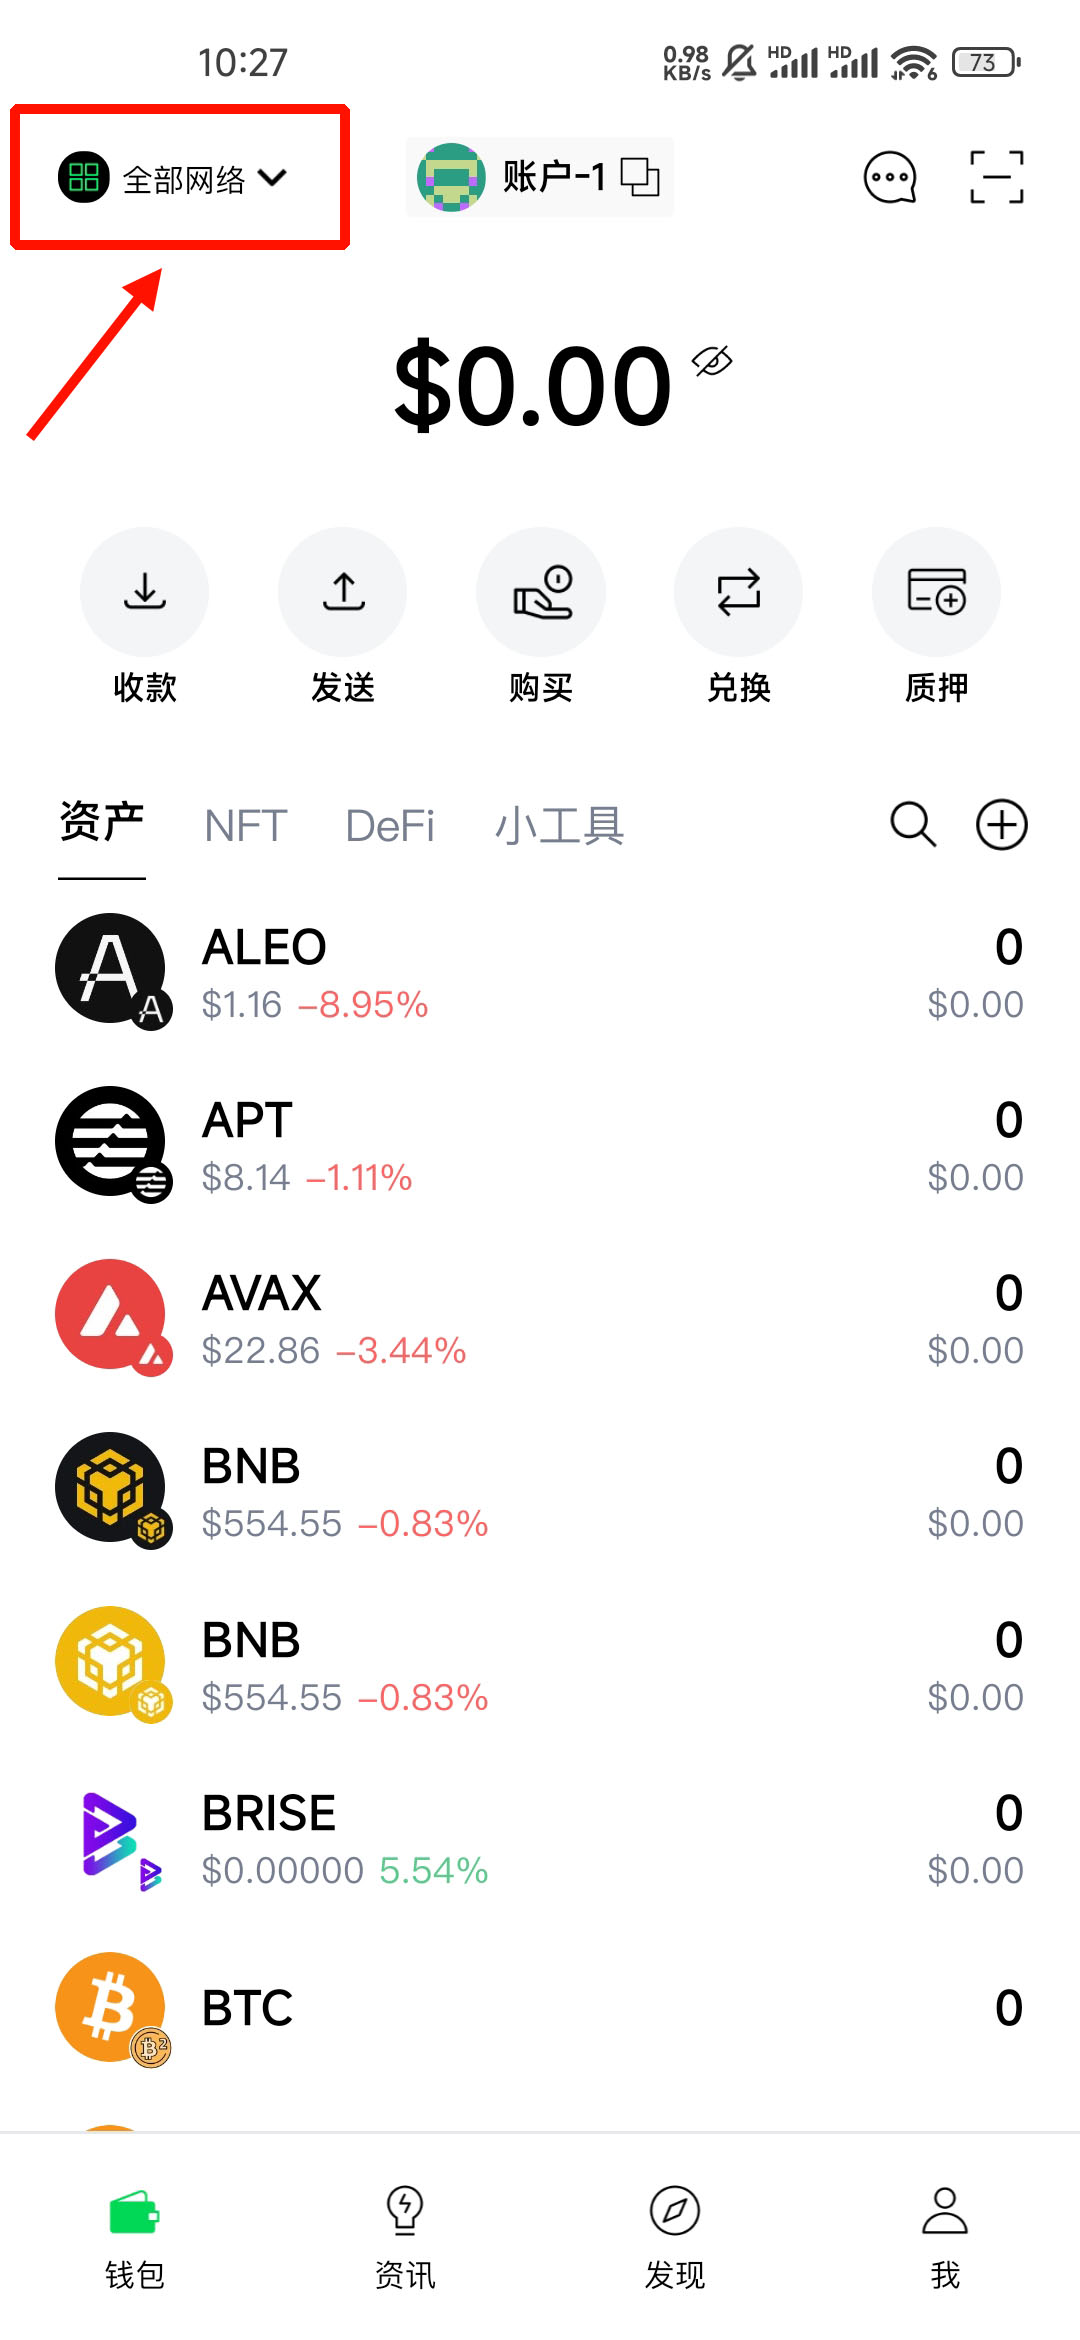 10:27
0.98 KB/s HD HD 6 73
全部网络 账户-1
$0.00
收款 发送 购买 兑换 质押
资产 NFT DeFi 小工具
ALEO 0
$1.16 -8.95% $0.00
APT 0
$8.14 -1.11% $0.00
AVAX 0
$22.86 -3.44% $0.00
BNB 0
$554.55 -0.83% $0.00
BNB 0
$554.55 -0.83% $0.00
BRISE 0
$0.00000 5.54% $0.00
BTC 0
钱包 资讯 发现 我